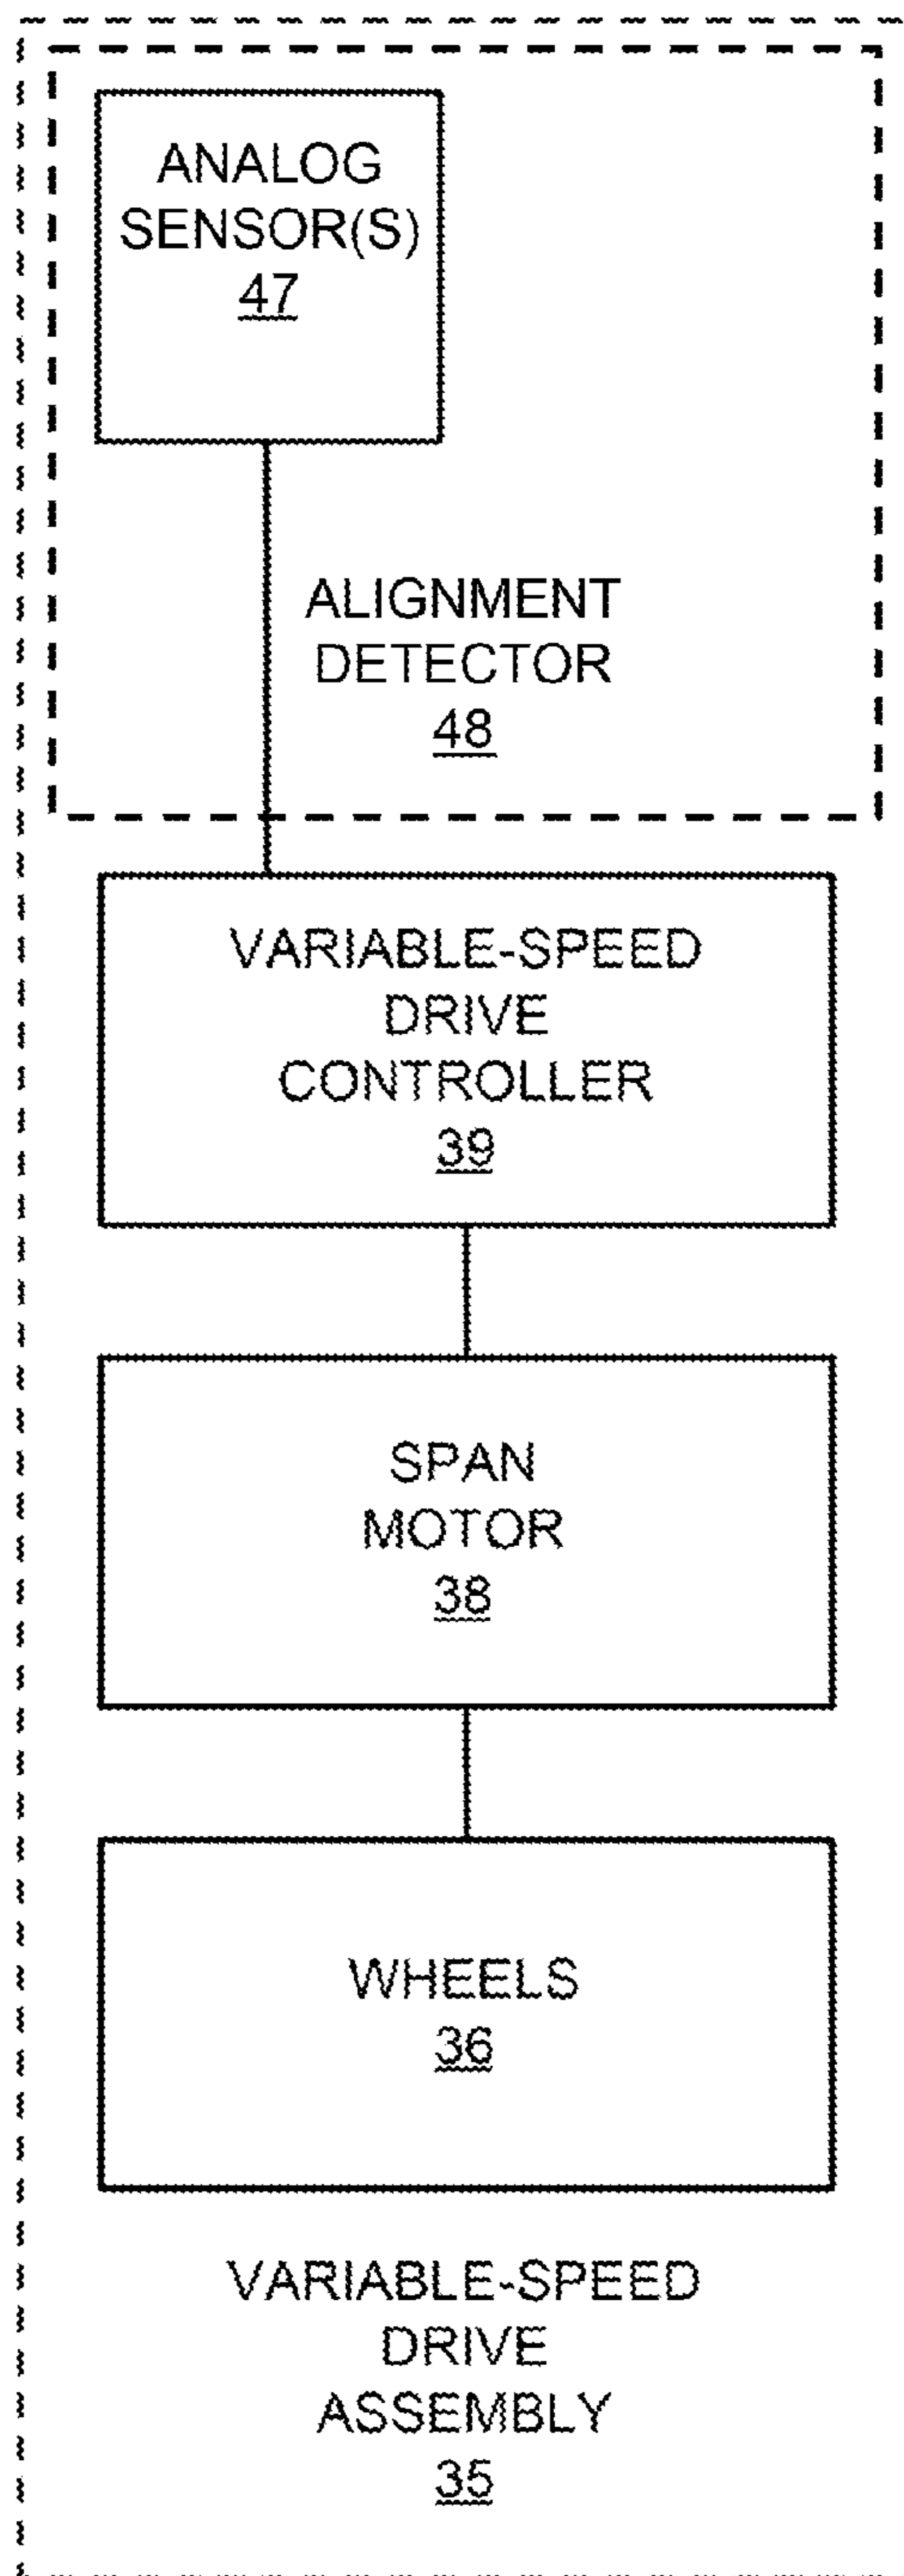 ANALOG
SENSOR(S)
47
ALIGNMENT
DETECTOR
48
VARIABLE-SPEED
DRIVE
CONTROLLER
39
SPAN
MOTOR
38
WHEELS
36
VARIABLE-SPEED
DRIVE
ASSEMBLY
35